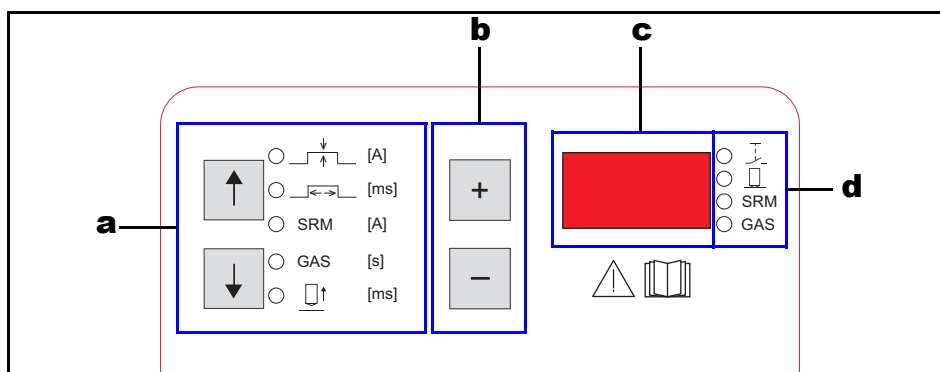 b c
[A]
[ms]
+
SRM
a SRM [A] d
GAS
GAS [s]
−
[ms]